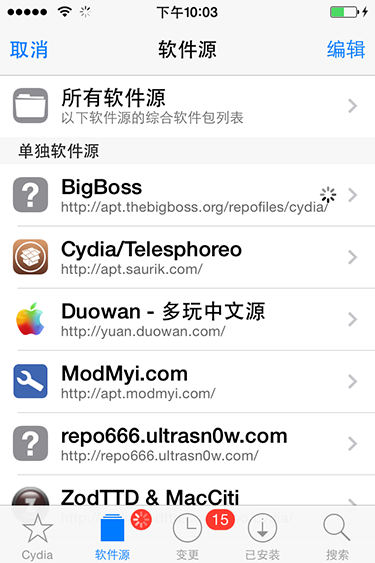 下午10:03
取消
软件源
编辑
所有软件源
以下软件源的综合软件包列表
单独软件源
BigBoss
http://apt.thebigboss.org/repofiles/cydia/
Cydia/Telesphoreo
http://apt.saurik.com/
Duowan - 多玩中文源
http://yuan.duowan.com/
ModMyi.com
http://apt.modmyi.com/
repo666.ultrasn0w.com
http://repo666.ultrasn0w.com/
ZodTTD & MacCiti
15
Cydia
软件源
变更
已安装
搜索